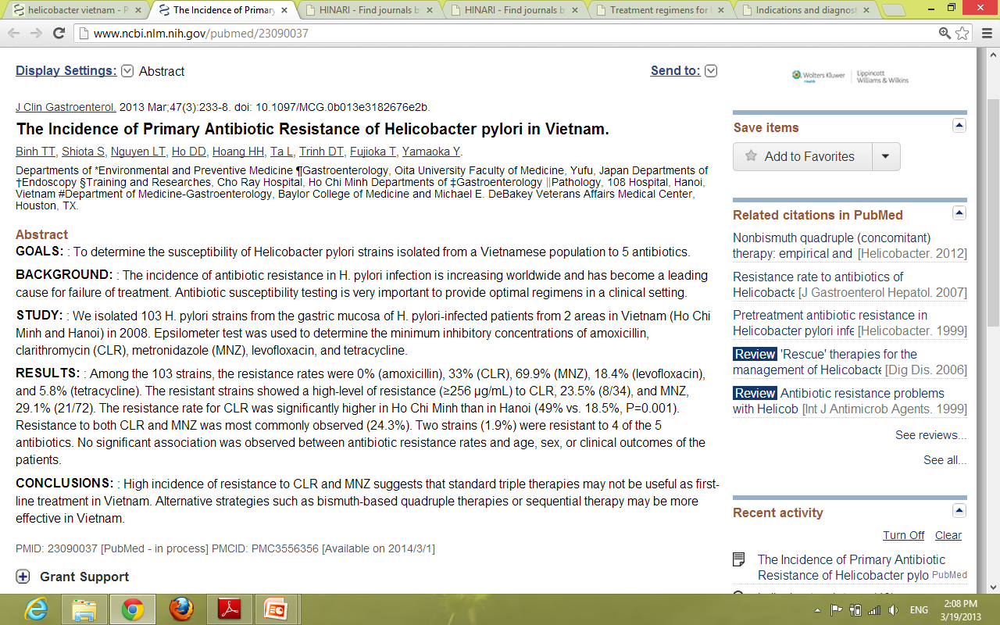 helicobacter vietnam - P
The Incidence of Primary
HINARI - Find journals b
HINARI - Find journals b
Treatment regimens for
Indications and diagnost
www.ncbi.nlm.nih.gov/pubmed/23090037
Display Settings: Abstract
Send to:
J Clin Gastroenterol. 2013 Mar;47(3):233-8. doi: 10.1097/MCG.0b013e3182676e2b.
The Incidence of Primary Antibiotic Resistance of Helicobacter pylori in Vietnam.
Binh TT, Shiota S, Nguyen LT, Ho DD, Hoang HH, Ta L, Trinh DT, Fujioka T, Yamaoka Y.
Departments of *Environmental and Preventive Medicine ¶Gastroenterology, Oita University Faculty of Medicine, Yufu, Japan Departments of
†Endoscopy §Training and Researches, Cho Ray Hospital, Ho Chi Minh Departments of ‡Gastroenterology ∥Pathology, 108 Hospital, Hanoi,
Vietnam #Department of Medicine-Gastroenterology, Baylor College of Medicine and Michael E. DeBakey Veterans Affairs Medical Center,
Houston, TX.
Abstract
GOALS: : To determine the susceptibility of Helicobacter pylori strains isolated from a Vietnamese population to 5 antibiotics.
BACKGROUND: : The incidence of antibiotic resistance in H. pylori infection is increasing worldwide and has become a leading
cause for failure of treatment. Antibiotic susceptibility testing is very important to provide optimal regimens in a clinical setting.
STUDY: : We isolated 103 H. pylori strains from the gastric mucosa of H. pylori-infected patients from 2 areas in Vietnam (Ho Chi
Minh and Hanoi) in 2008. Epsilometer test was used to determine the minimum inhibitory concentrations of amoxicillin,
clarithromycin (CLR), metronidazole (MNZ), levofloxacin, and tetracycline.
RESULTS: : Among the 103 strains, the resistance rates were 0% (amoxicillin), 33% (CLR), 69.9% (MNZ), 18.4% (levofloxacin),
and 5.8% (tetracycline). The resistant strains showed a high-level of resistance (≥256 μg/mL) to CLR, 23.5% (8/34), and MNZ,
29.1% (21/72). The resistance rate for CLR was significantly higher in Ho Chi Minh than in Hanoi (49% vs. 18.5%, P=0.001).
Resistance to both CLR and MNZ was most commonly observed (24.3%). Two strains (1.9%) were resistant to 4 of the 5
antibiotics. No significant association was observed between antibiotic resistance rates and age, sex, or clinical outcomes of the
patients.
CONCLUSIONS: : High incidence of resistance to CLR and MNZ suggests that standard triple therapies may not be useful as first-
line treatment in Vietnam. Alternative strategies such as bismuth-based quadruple therapies or sequential therapy may be more
effective in Vietnam.
PMID: 23090037 [PubMed - in process] PMCID: PMC3556356 [Available on 2014/3/1]
Grant Support
Wolters Kluwer
Health
Lippincott
Williams & Wilkins
Save items
Add to Favorites
Related citations in PubMed
Nonbismuth quadruple (concomitant)
therapy: empirical and [Helicobacter. 2012]
Resistance rate to antibiotics of
Helicobacte [J Gastroenterol Hepatol. 2007]
Pretreatment antibiotic resistance in
Helicobacter pylori infe [Helicobacter. 1999]
Review 'Rescue' therapies for the
management of Helicobacte [Dig Dis. 2006]
Review Antibiotic resistance problems
with Helicob [Int J Antimicrob Agents. 1999]
See reviews...
See all...
Recent activity
Turn Off Clear
The Incidence of Primary Antibiotic
Resistance of Helicobacter pylo PubMed
ENG
2:08 PM
3/19/2013